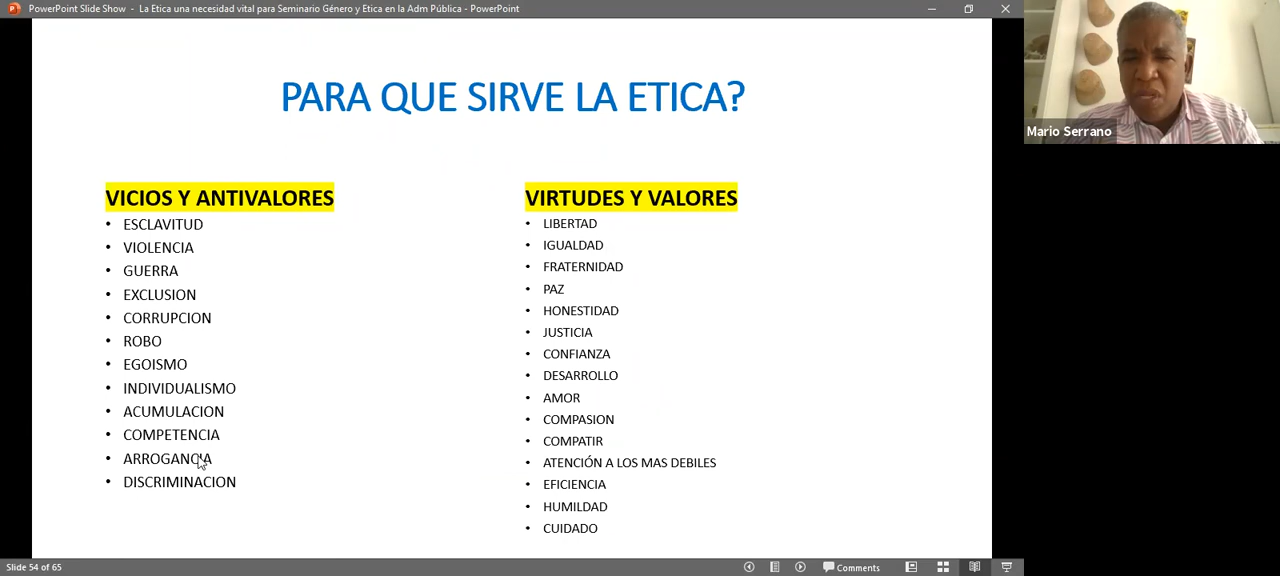 PowerPoint Slide Show - La Etica una necesidad vital para Seminario Género y Etica en la Adm Pública - PowerPoint
PARA QUE SIRVE LA ETICA?
VICIOS Y ANTIVALORES
• ESCLAVITUD
• VIOLENCIA
• GUERRA
• EXCLUSION
• CORRUPCION
• ROBO
• EGOISMO
• INDIVIDUALISMO
• ACUMULACION
• COMPETENCIA
• ARROGANCIA
• DISCRIMINACION
VIRTUDES Y VALORES
• LIBERTAD
• IGUALDAD
• FRATERNIDAD
• PAZ
• HONESTIDAD
• JUSTICIA
• CONFIANZA
• DESARROLLO
• AMOR
• COMPASION
• COMPATIR
• ATENCIÓN A LOS MAS DEBILES
• EFICIENCIA
• HUMILDAD
• CUIDADO
Mario Serrano
Slide 54 of 65
Comments